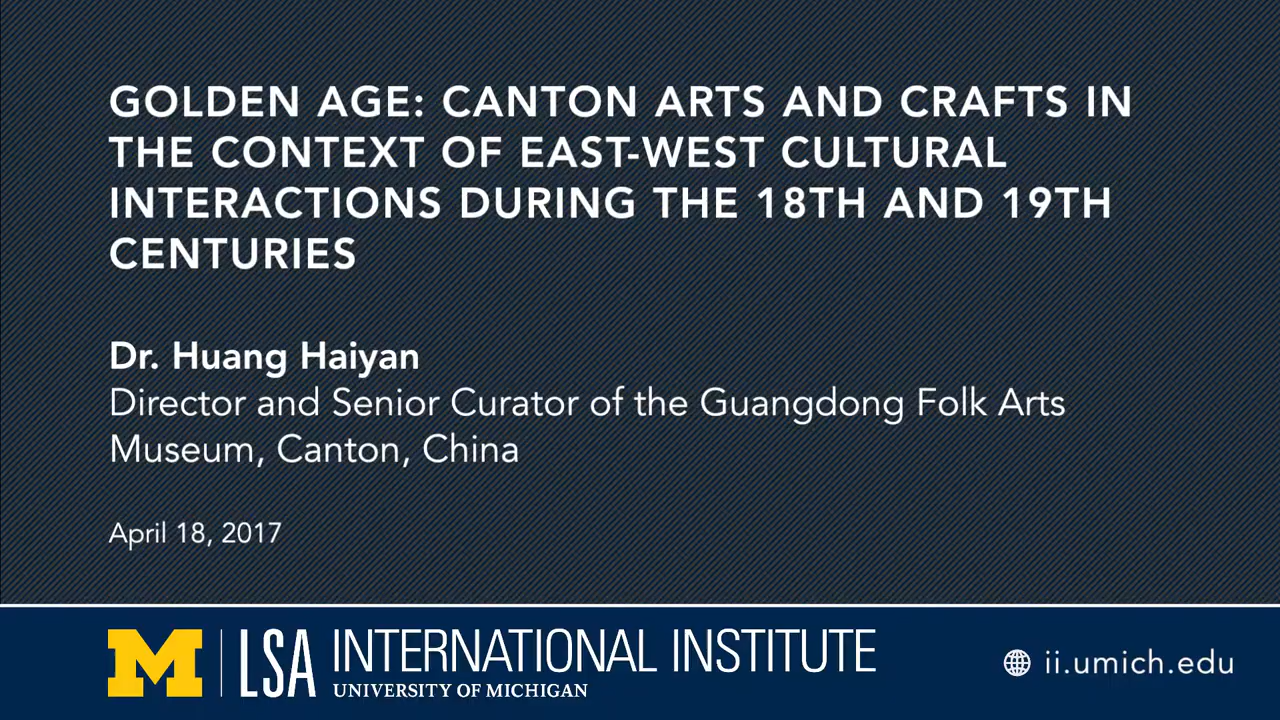 GOLDEN AGE: CANTON ARTS AND CRAFTS IN
THE CONTEXT OF EAST-WEST CULTURAL
INTERACTIONS DURING THE 18TH AND 19TH
CENTURIES
Dr. Huang Haiyan
Director and Senior Curator of the Guangdong Folk Arts
Museum, Canton, China
April 18, 2017
M LSA INTERNATIONAL INSTITUTE
UNIVERSITY OF MICHIGAN
ii.umich.edu